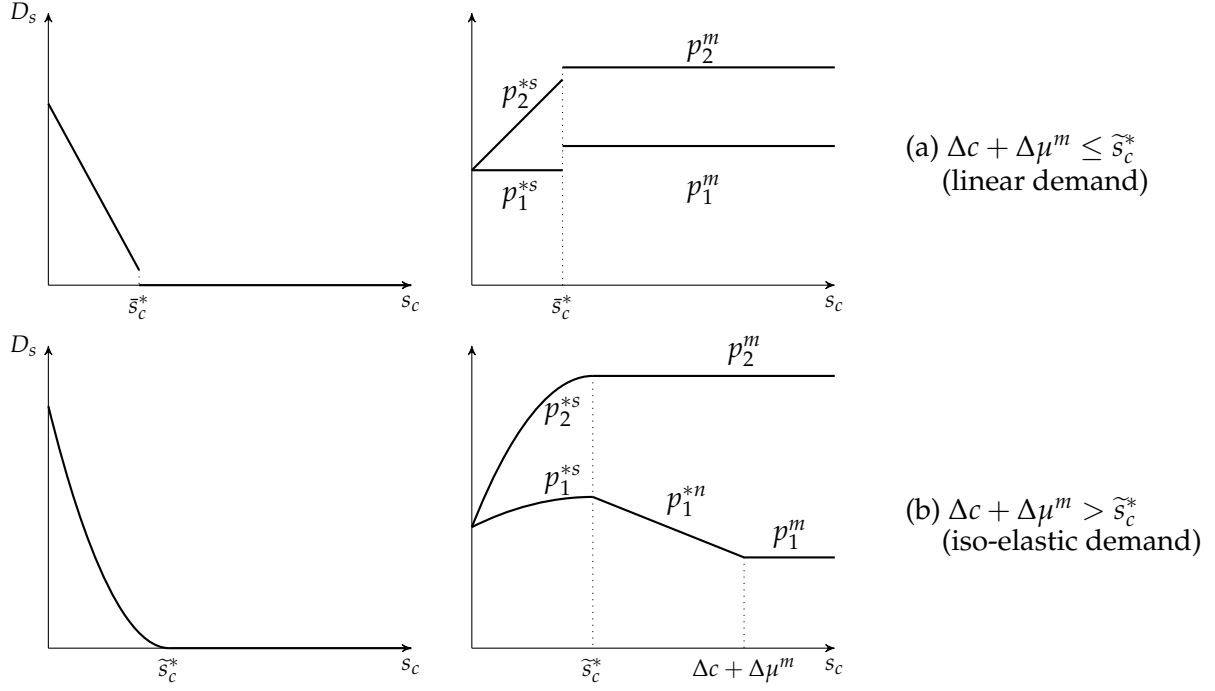 D_s
s̄_c^*
s_c
p_2^{*s}
p_1^{*s}
p_2^m
p_1^m
s̄_c^*
s_c
(a) Δc + Δμ^m ≤ s̃_c^*
(linear demand)
D_s
s̃_c^*
s_c
p_2^{*s}
p_1^{*s}
p_2^m
p_1^{*n}
p_1^m
s̃_c^*
Δc + Δμ^m
s_c
(b) Δc + Δμ^m > s̃_c^*
(iso-elastic demand)